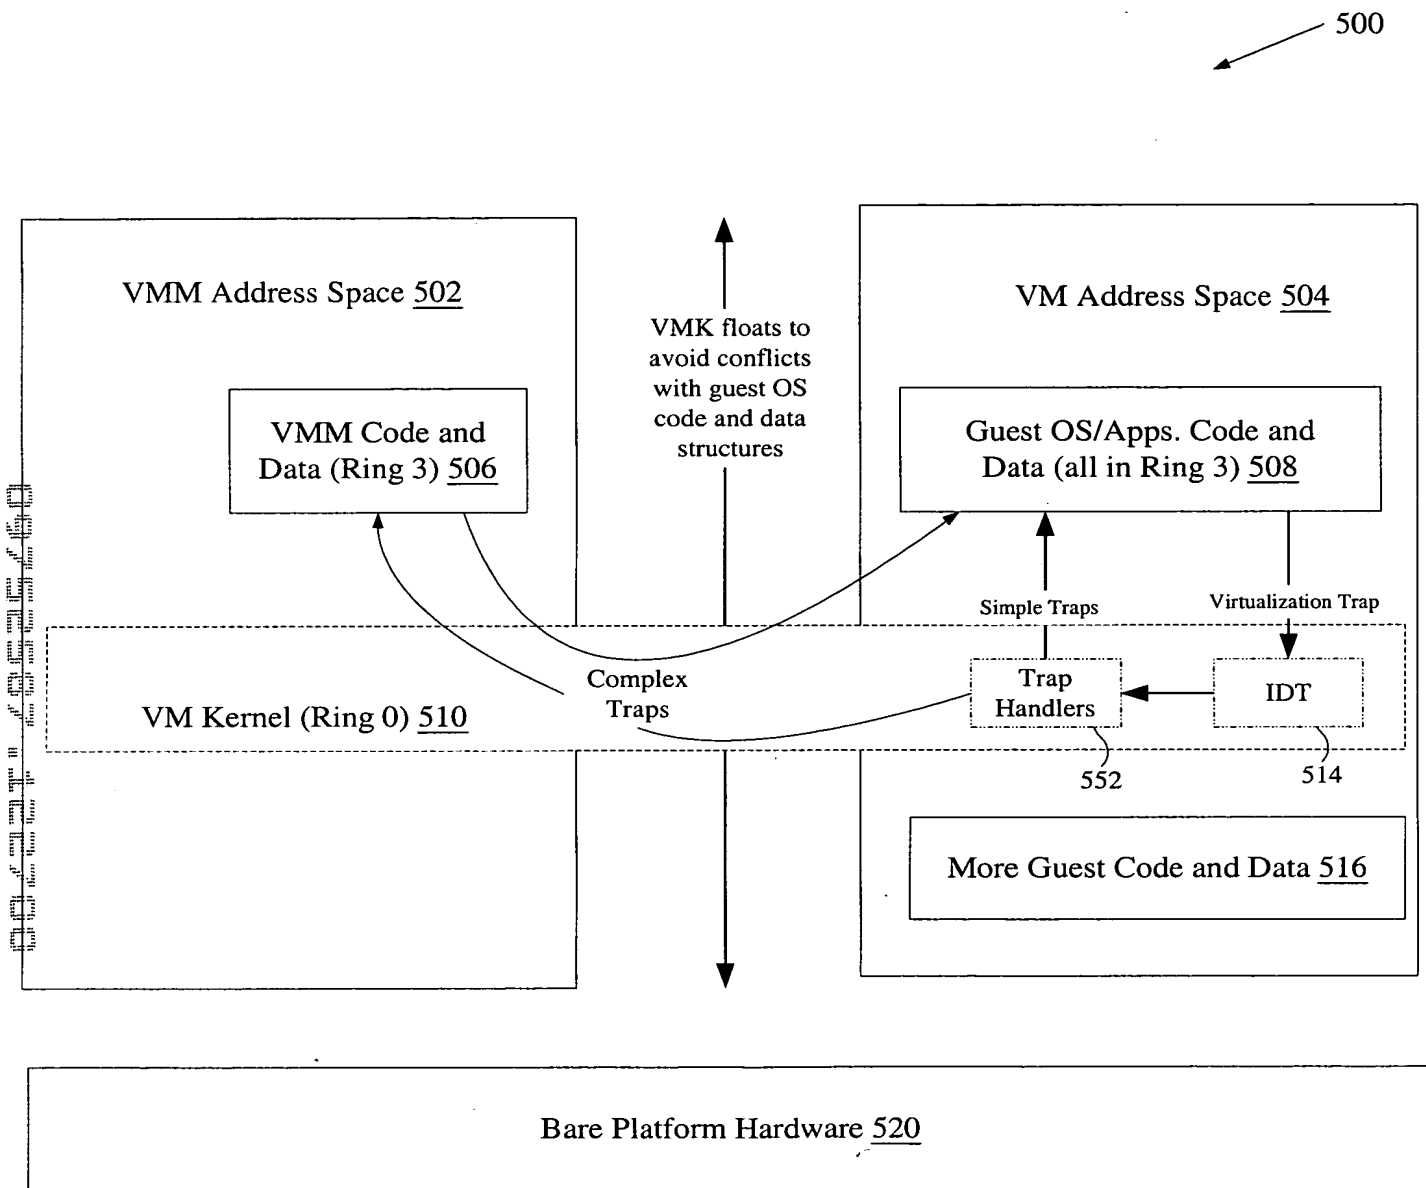 500
VMM Address Space 502
VM Address Space 504
VMK floats to
avoid conflicts
with guest OS
code and data
structures
VMM Code and
Data (Ring 3) 506
Guest OS/Apps. Code and
Data (all in Ring 3) 508
Simple Traps
Virtualization Trap
Complex
Traps
VM Kernel (Ring 0) 510
Trap
Handlers
IDT
552
514
More Guest Code and Data 516
Bare Platform Hardware 520